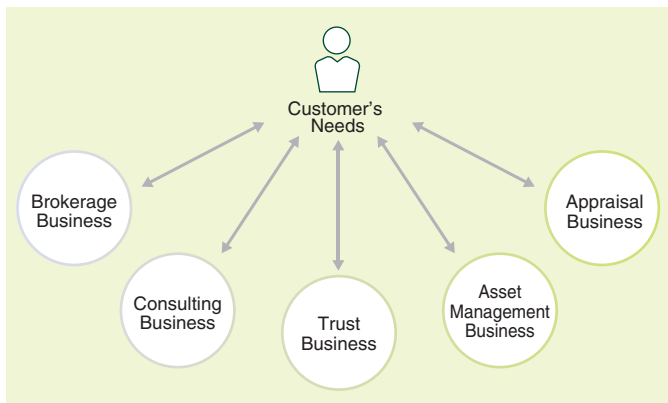 Customer's
Needs
Brokerage
Business
Consulting
Business
Trust
Business
Asset
Management
Business
Appraisal
Business